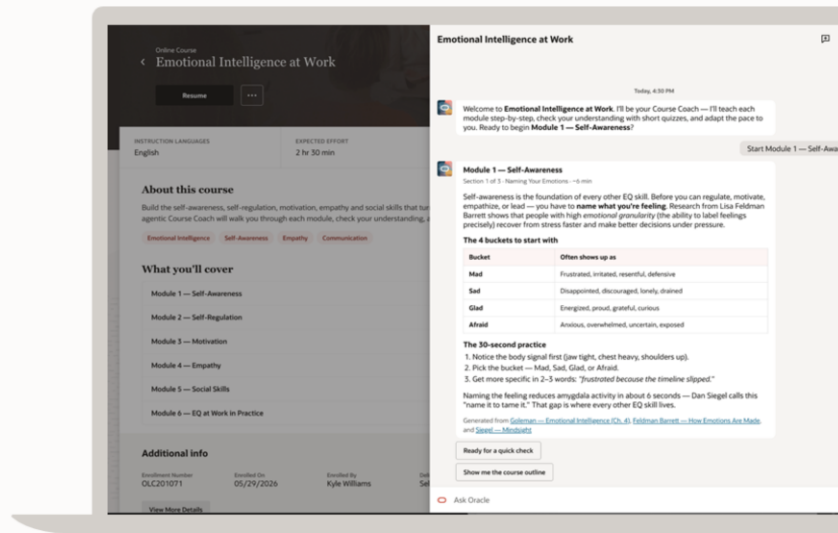 Online Course
Emotional Intelligence at Work
Resume
INSTRUCTION LANGUAGES
English
EXPECTED EFFORT
2 hr 30 min
About this course
Build the self-awareness, self-regulation, motivation, empathy and social skills that tur
agentic Course Coach will walk you through each module, check your understanding, a
Emotional Intelligence
Self-Awareness
Empathy
Communication
What you'll cover
Module 1 — Self-Awareness
Module 2 — Self-Regulation
Module 3 — Motivation
Module 4 — Empathy
Module 5 — Social Skills
Module 6 — EQ at Work in Practice
Additional info
Enrollment Number
OLC201071
Enrolled On
05/29/2026
Enrolled By
Kyle Williams
Sel
View More Details
Emotional Intelligence at Work
Today, 4:30 PM
Welcome to Emotional Intelligence at Work. I'll be your Course Coach — I'll teach each
module step-by-step, check your understanding with short quizzes, and adapt the pace to
you. Ready to begin Module 1 — Self-Awareness?
Start Module 1 — Self-Awa
Module 1 — Self-Awareness
Section 1 of 3 · Naming Your Emotions · ~6 min
Self-awareness is the foundation of every other EQ skill. Before you can regulate, motivate,
empathize, or lead — you have to name what you're feeling. Research from Lisa Feldman
Barrett shows that people with high emotional granularity (the ability to label feelings
precisely) recover from stress faster and make better decisions under pressure.
The 4 buckets to start with
Bucket
Often shows up as
Mad
Frustrated, irritated, resentful, defensive
Sad
Disappointed, discouraged, lonely, drained
Glad
Energized, proud, grateful, curious
Afraid
Anxious, overwhelmed, uncertain, exposed
The 30-second practice
1. Notice the body signal first (jaw tight, chest heavy, shoulders up).
2. Pick the bucket — Mad, Sad, Glad, or Afraid.
3. Get more specific in 2–3 words: "frustrated because the timeline slipped."
Naming the feeling reduces amygdala activity in about 6 seconds — Dan Siegel calls this
"name it to tame it." That gap is where every other EQ skill lives.
Generated from Goleman — Emotional Intelligence (Ch. 4), Feldman Barrett — How Emotions Are Made,
and Siegel — Mindsight
Ready for a quick check
Show me the course outline
Ask Oracle